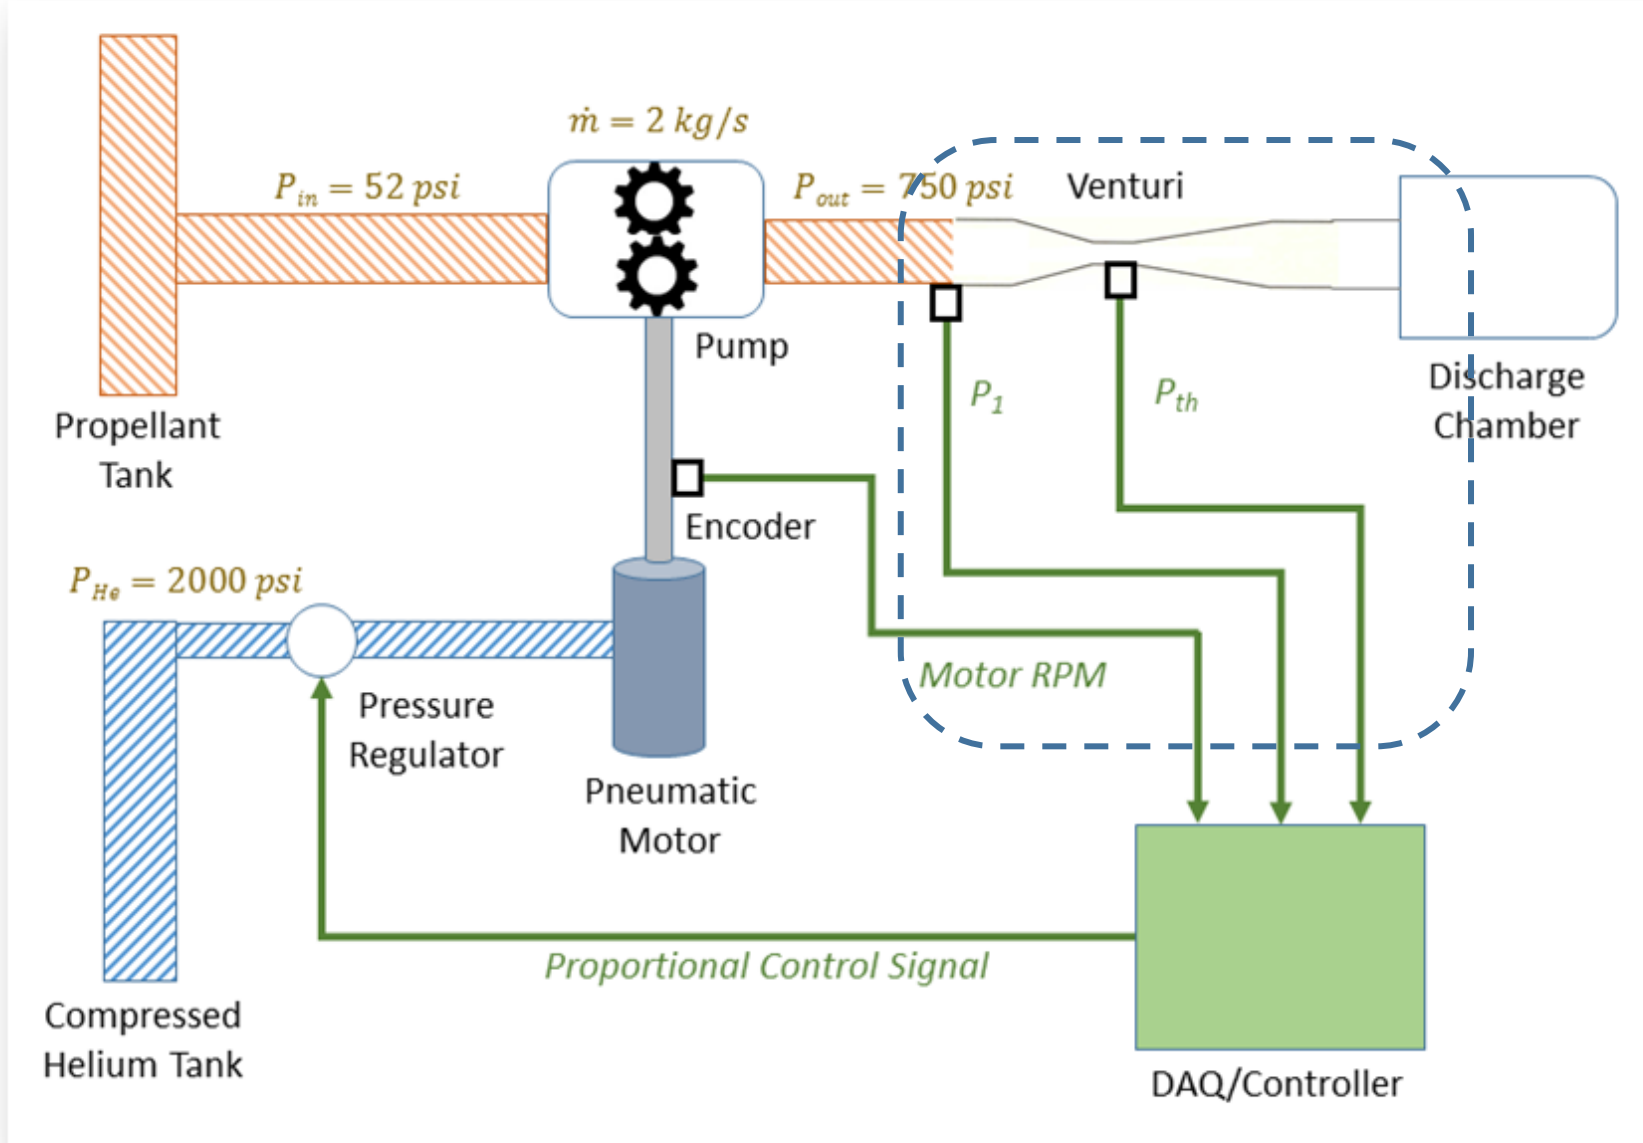 ṁ = 2 kg/s
P_in = 52 psi
P_out = 750 psi
Venturi
Pump
P_1
P_th
Discharge
Chamber
Propellant
Tank
Encoder
P_He = 2000 psi
Motor RPM
Pressure
Regulator
Pneumatic
Motor
Proportional Control Signal
Compressed
Helium Tank
DAQ/Controller